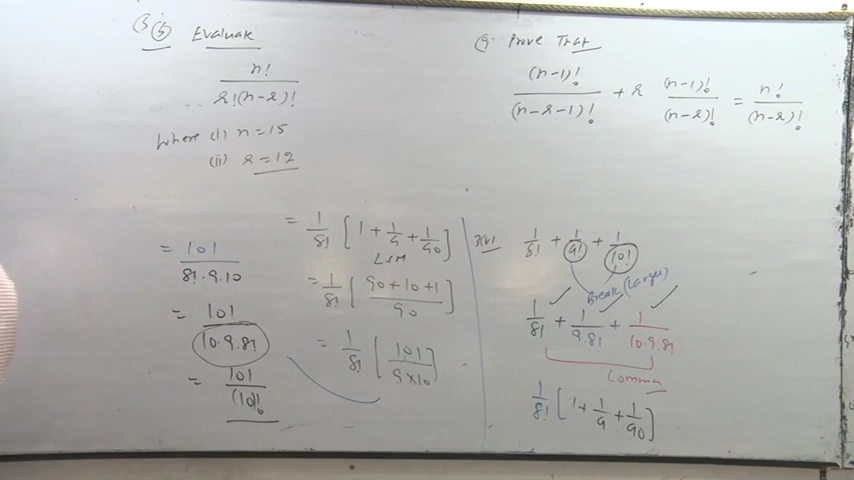 (3 (b) Evaluate
n!
r!(n-r)!
where (i) n=15
(ii) r=12
Q. Prove That
(n-1)!/(n-r-1)! + r (n-1)!/(n-r)! = n!/(n-r)!
1/8! + 1/9! + 1/10!
Break (Larger)
1/8! + 1/9.8! + 1/10.9.8!
Common
1/8! [1 + 1/9 + 1/90]
= 1/8! [1 + 1/9 + 1/90]
LCM
= 1/8! [90+10+1/90]
= 1/8! [101/9×10]
= 101/8!.9.10
= 101/10.9.8!
= 101/(10)!